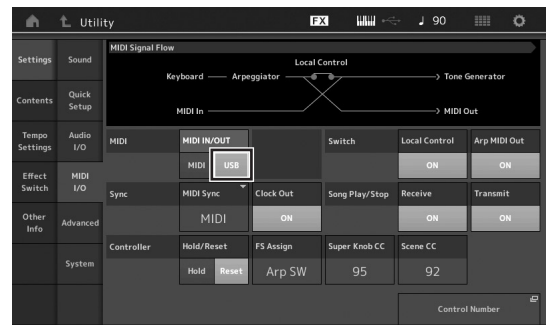 Utility FX 90
MIDI Signal Flow
Local Control
Keyboard Arpeggiator Tone Generator
MIDI In MIDI Out
Settings Sound
Contents Quick Setup
Tempo Settings Audio I/O
Effect Switch MIDI I/O
Other Info Advanced
System
MIDI MIDI IN/OUT Switch Local Control Arp MIDI Out
MIDI USB ON ON
Sync MIDI Sync Clock Out Song Play/Stop Receive Transmit
MIDI ON ON ON
Controller Hold/Reset FS Assign Super Knob CC Scene CC
Hold Reset Arp SW 95 92
Control Number